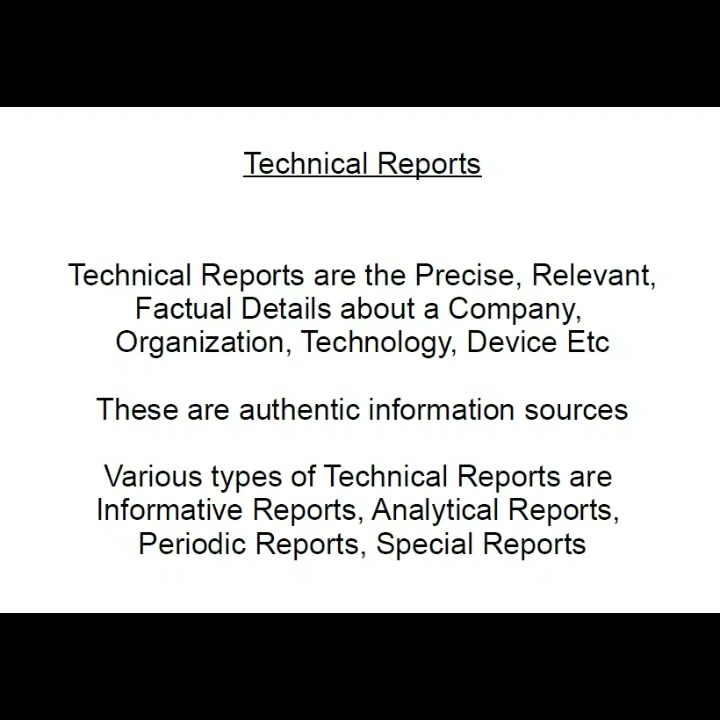 Technical Reports
Technical Reports are the Precise, Relevant,
Factual Details about a Company,
Organization, Technology, Device Etc
These are authentic information sources
Various types of Technical Reports are
Informative Reports, Analytical Reports,
Periodic Reports, Special Reports